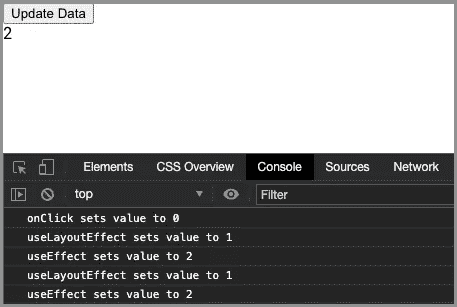 Update Data
2
Elements CSS Overview Console Sources Network
top Filter
onClick sets value to 0
useLayoutEffect sets value to 1
useEffect sets value to 2
useLayoutEffect sets value to 1
useEffect sets value to 2